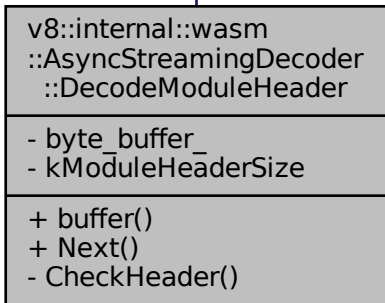 v8::internal::wasm
::AsyncStreamingDecoder
::DecodeModuleHeader
- byte_buffer_
- kModuleHeaderSize
+ buffer()
+ Next()
- CheckHeader()